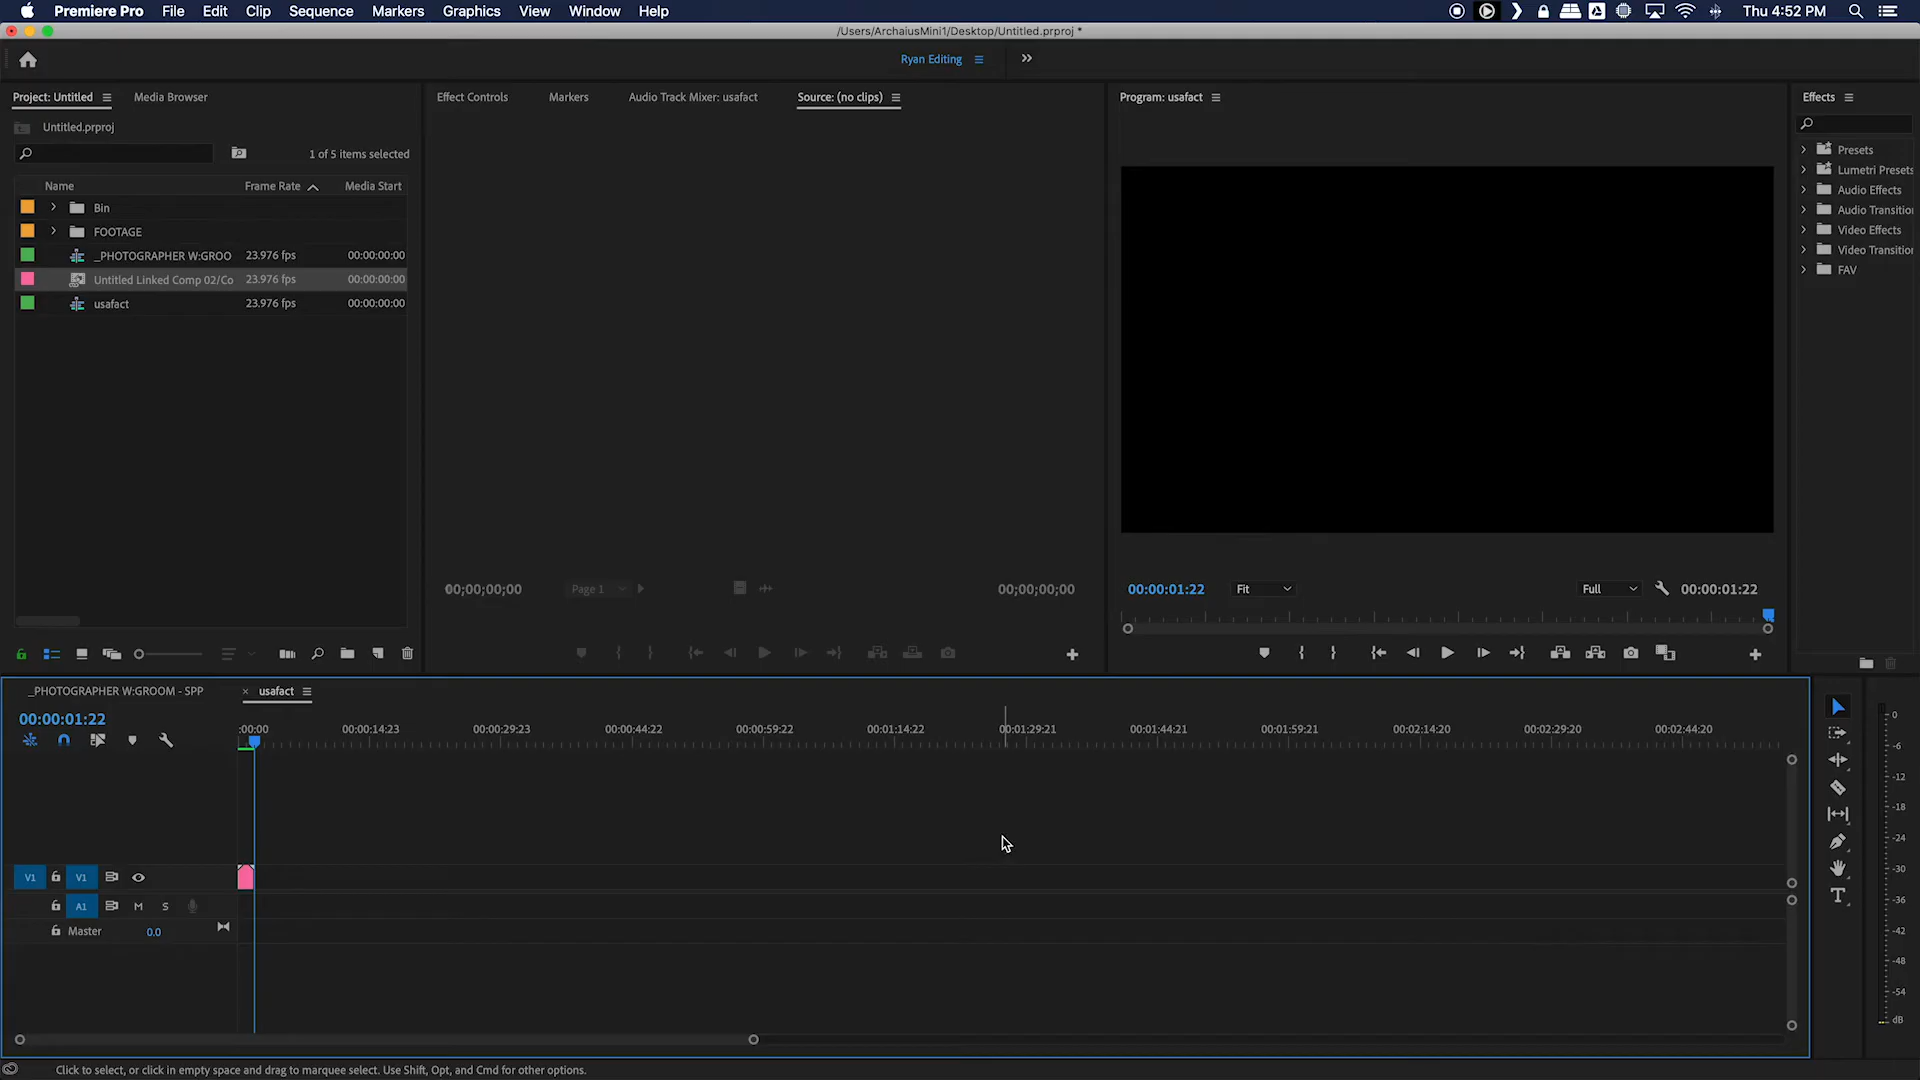 Premiere Pro File Edit Clip Sequence Markers Graphics View Window Help Thu 4:52 PM
/Users/ArchaiusMini1/Desktop/Untitled.prproj *
Ryan Editing
Project: Untitled Media Browser Effect Controls Markers Audio Track Mixer: usafact Source: (no clips) Program: usafact Effects
Untitled.prproj
1 of 5 items selected
Name Frame Rate Media Start
Bin
FOOTAGE
_PHOTOGRAPHER W:GROO 23.976 fps 00:00:00:00
Untitled Linked Comp 02/Co 23.976 fps 00:00:00:00
usafact 23.976 fps 00:00:00:00
Presets
Lumetri Presets
Audio Effects
Audio Transitio
Video Effects
Video Transitio
FAV
00;00;00;00 Page 1 00;00;00;00 00:00:01:22 Fit Full 00:00:01:22
_PHOTOGRAPHER W:GROOM - SPP × usafact
00:00:01:22
:00:00 00:00:14:23 00:00:29:23 00:00:44:22 00:00:59:22 00:01:14:22 00:01:29:21 00:01:44:21 00:01:59:21 00:02:14:20 00:02:29:20 00:02:44:20
V1 V1
A1 M S
Master 0.0
0
-6
-12
-18
-24
-30
-36
-42
-48
-54
dB
Click to select, or click in empty space and drag to marquee select. Use Shift, Opt, and Cmd for other options.